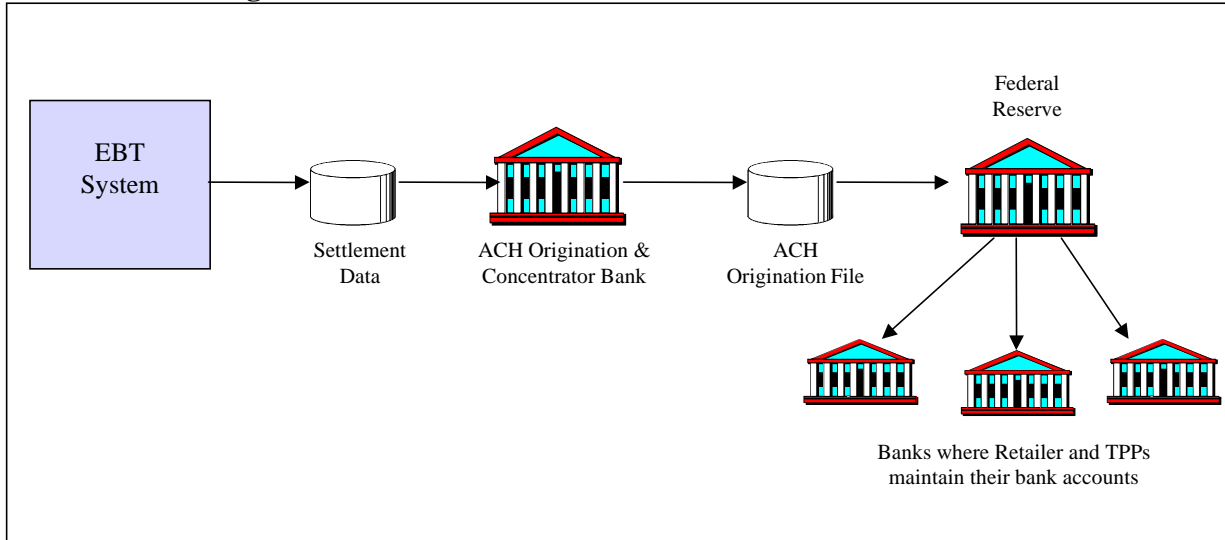 EBT
System
Settlement
Data
ACH Origination &
Concentrator Bank
ACH
Origination File
Federal
Reserve
Banks where Retailer and TPPs
maintain their bank accounts